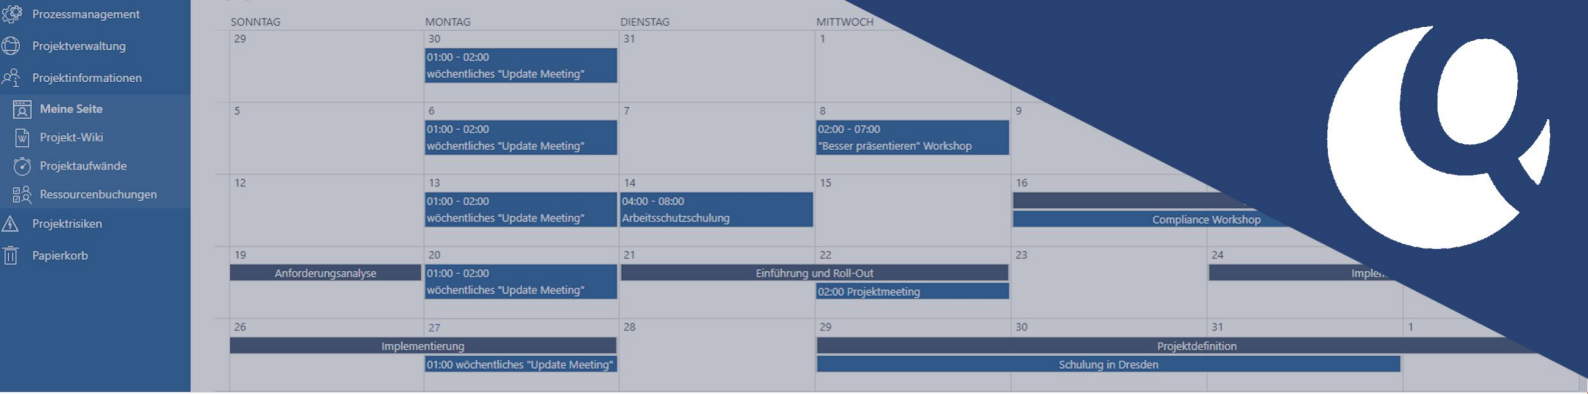 Prozessmanagement
Projektverwaltung
Projektinformationen
Meine Seite
Projekt-Wiki
Projektaufwände
Ressourcenbuchungen
Projektrisiken
Papierkorb
SONNTAG MONTAG DIENSTAG MITTWOCH
29 30 31 1
01:00 - 02:00
wöchentliches "Update Meeting"
5 6 7 8 9
01:00 - 02:00 02:00 - 07:00
wöchentliches "Update Meeting" "Besser präsentieren" Workshop
12 13 14 15 16
01:00 - 02:00 04:00 - 08:00
wöchentliches "Update Meeting" Arbeitsschutzschulung Compliance Workshop
19 20 21 22 23 24
Anforderungsanalyse 01:00 - 02:00 Einführung und Roll-Out Implem
wöchentliches "Update Meeting" 02:00 Projektmeeting
26 27 28 29 30 31 1
Implementierung Projektdefinition
01:00 wöchentliches "Update Meeting" Schulung in Dresden